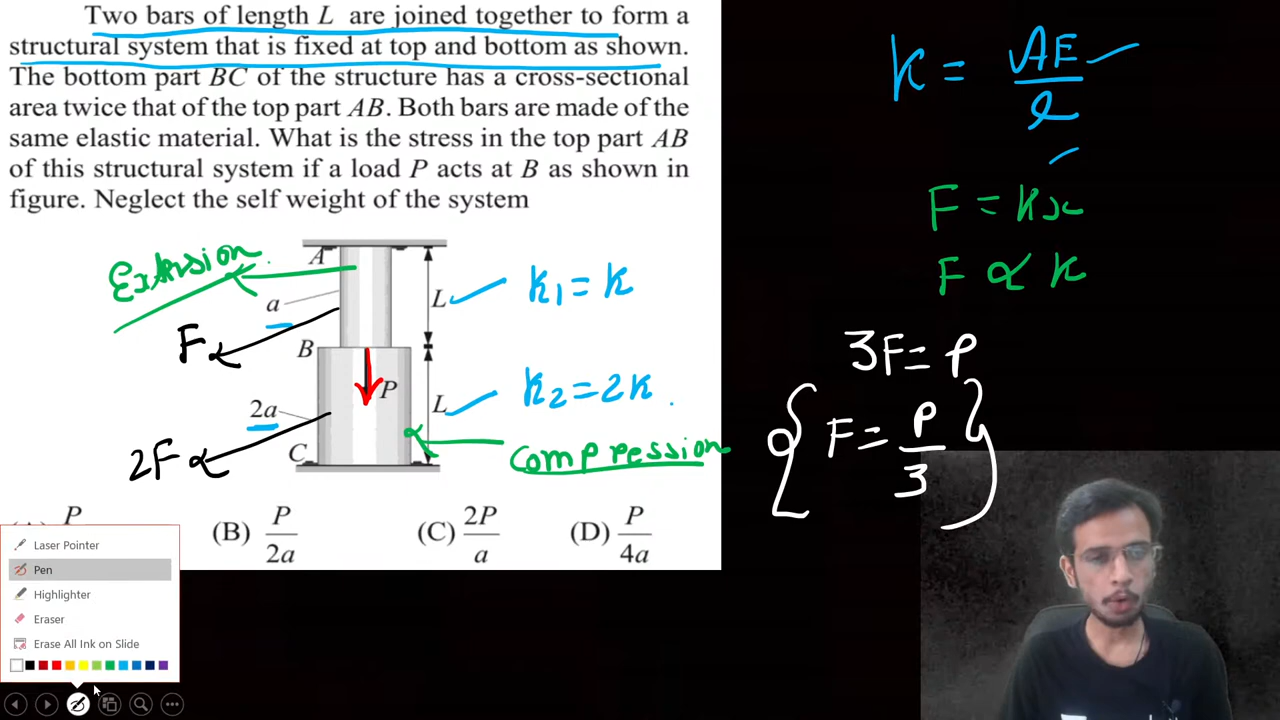 Two bars of length L are joined together to form a
structural system that is fixed at top and bottom as shown.
The bottom part BC of the structure has a cross-sectional
area twice that of the top part AB. Both bars are made of the
same elastic material. What is the stress in the top part AB
of this structural system if a load P acts at B as shown in
figure. Neglect the self weight of the system
K = AE/l
F = kx
F ∝ K
A
a
L
K1 = K
F
B
P
3F = P
F = P/3
2a
L
K2 = 2K.
2F
C
compression
P
(B) P/2a
(C) 2P/a
(D) P/4a
Laser Pointer
Pen
Highlighter
Eraser
Erase All Ink on Slide